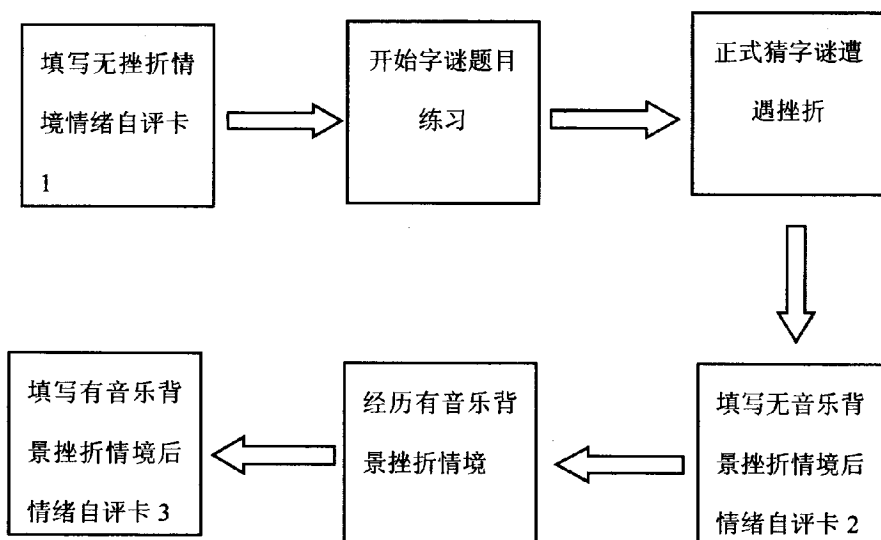 填写无挫折情
境情绪自评卡
1
开始字谜题目
练习
正式猜字谜遭
遇挫折
填写无音乐背
景挫折情境后
情绪自评卡 2
经历有音乐背
景挫折情境
填写有音乐背
景挫折情境后
情绪自评卡 3